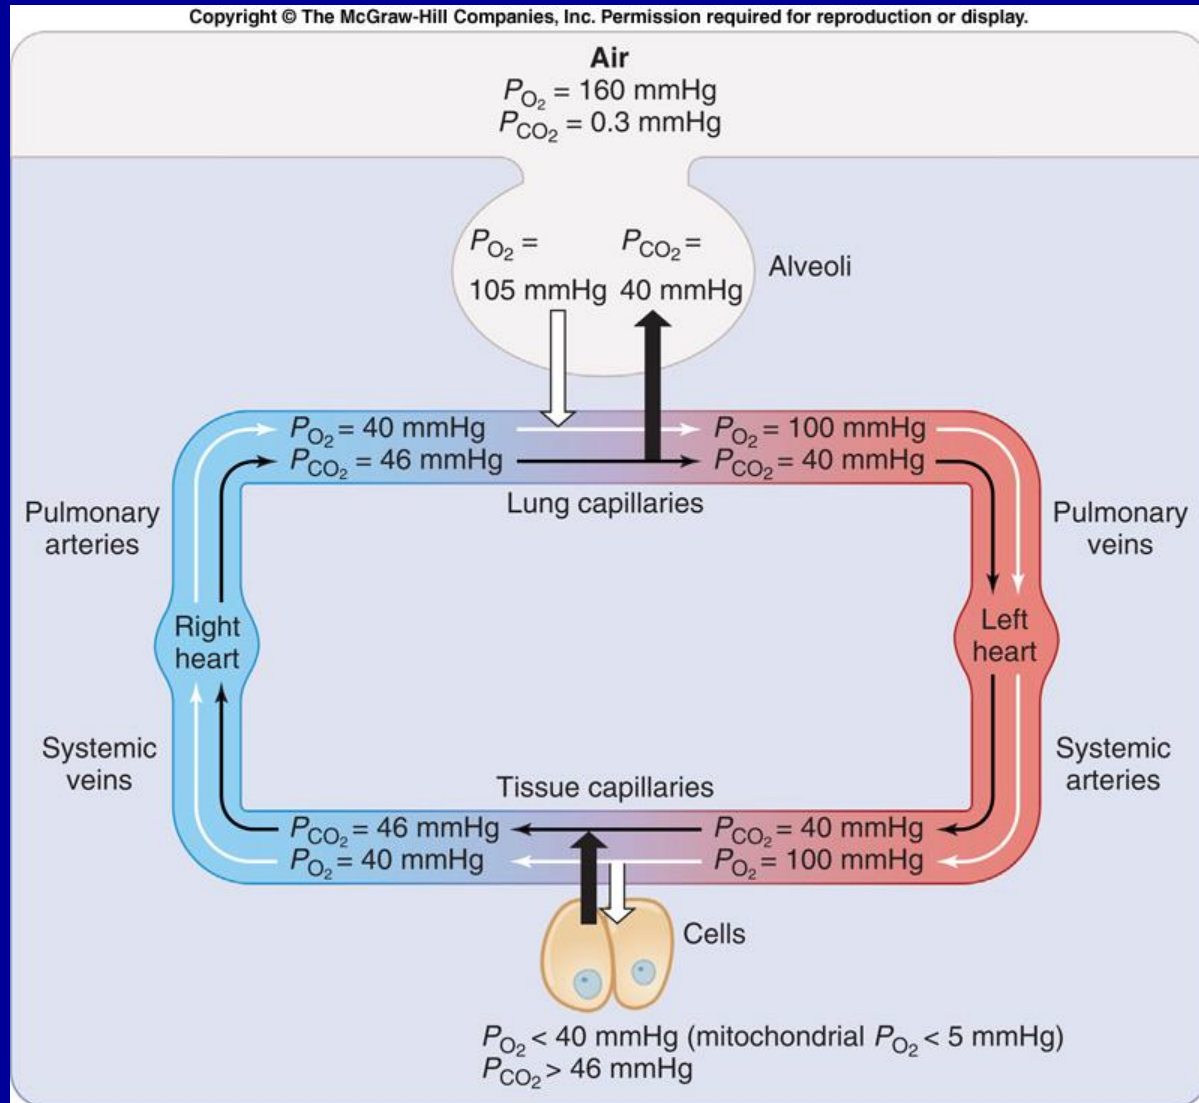 Copyright © The McGraw-Hill Companies, Inc. Permission required for reproduction or display.
Air
PO₂ = 160 mmHg
PCO₂ = 0.3 mmHg
PO₂ =
105 mmHg
PCO₂ =
40 mmHg
Alveoli
PO₂ = 40 mmHg
PCO₂ = 46 mmHg
PO₂ = 100 mmHg
PCO₂ = 40 mmHg
Lung capillaries
Pulmonary
arteries
Pulmonary
veins
Right
heart
Left
heart
Systemic
veins
Systemic
arteries
Tissue capillaries
PCO₂ = 46 mmHg
PO₂ = 40 mmHg
PCO₂ = 40 mmHg
PO₂ = 100 mmHg
Cells
PO₂ < 40 mmHg (mitochondrial PO₂ < 5 mmHg)
PCO₂ > 46 mmHg